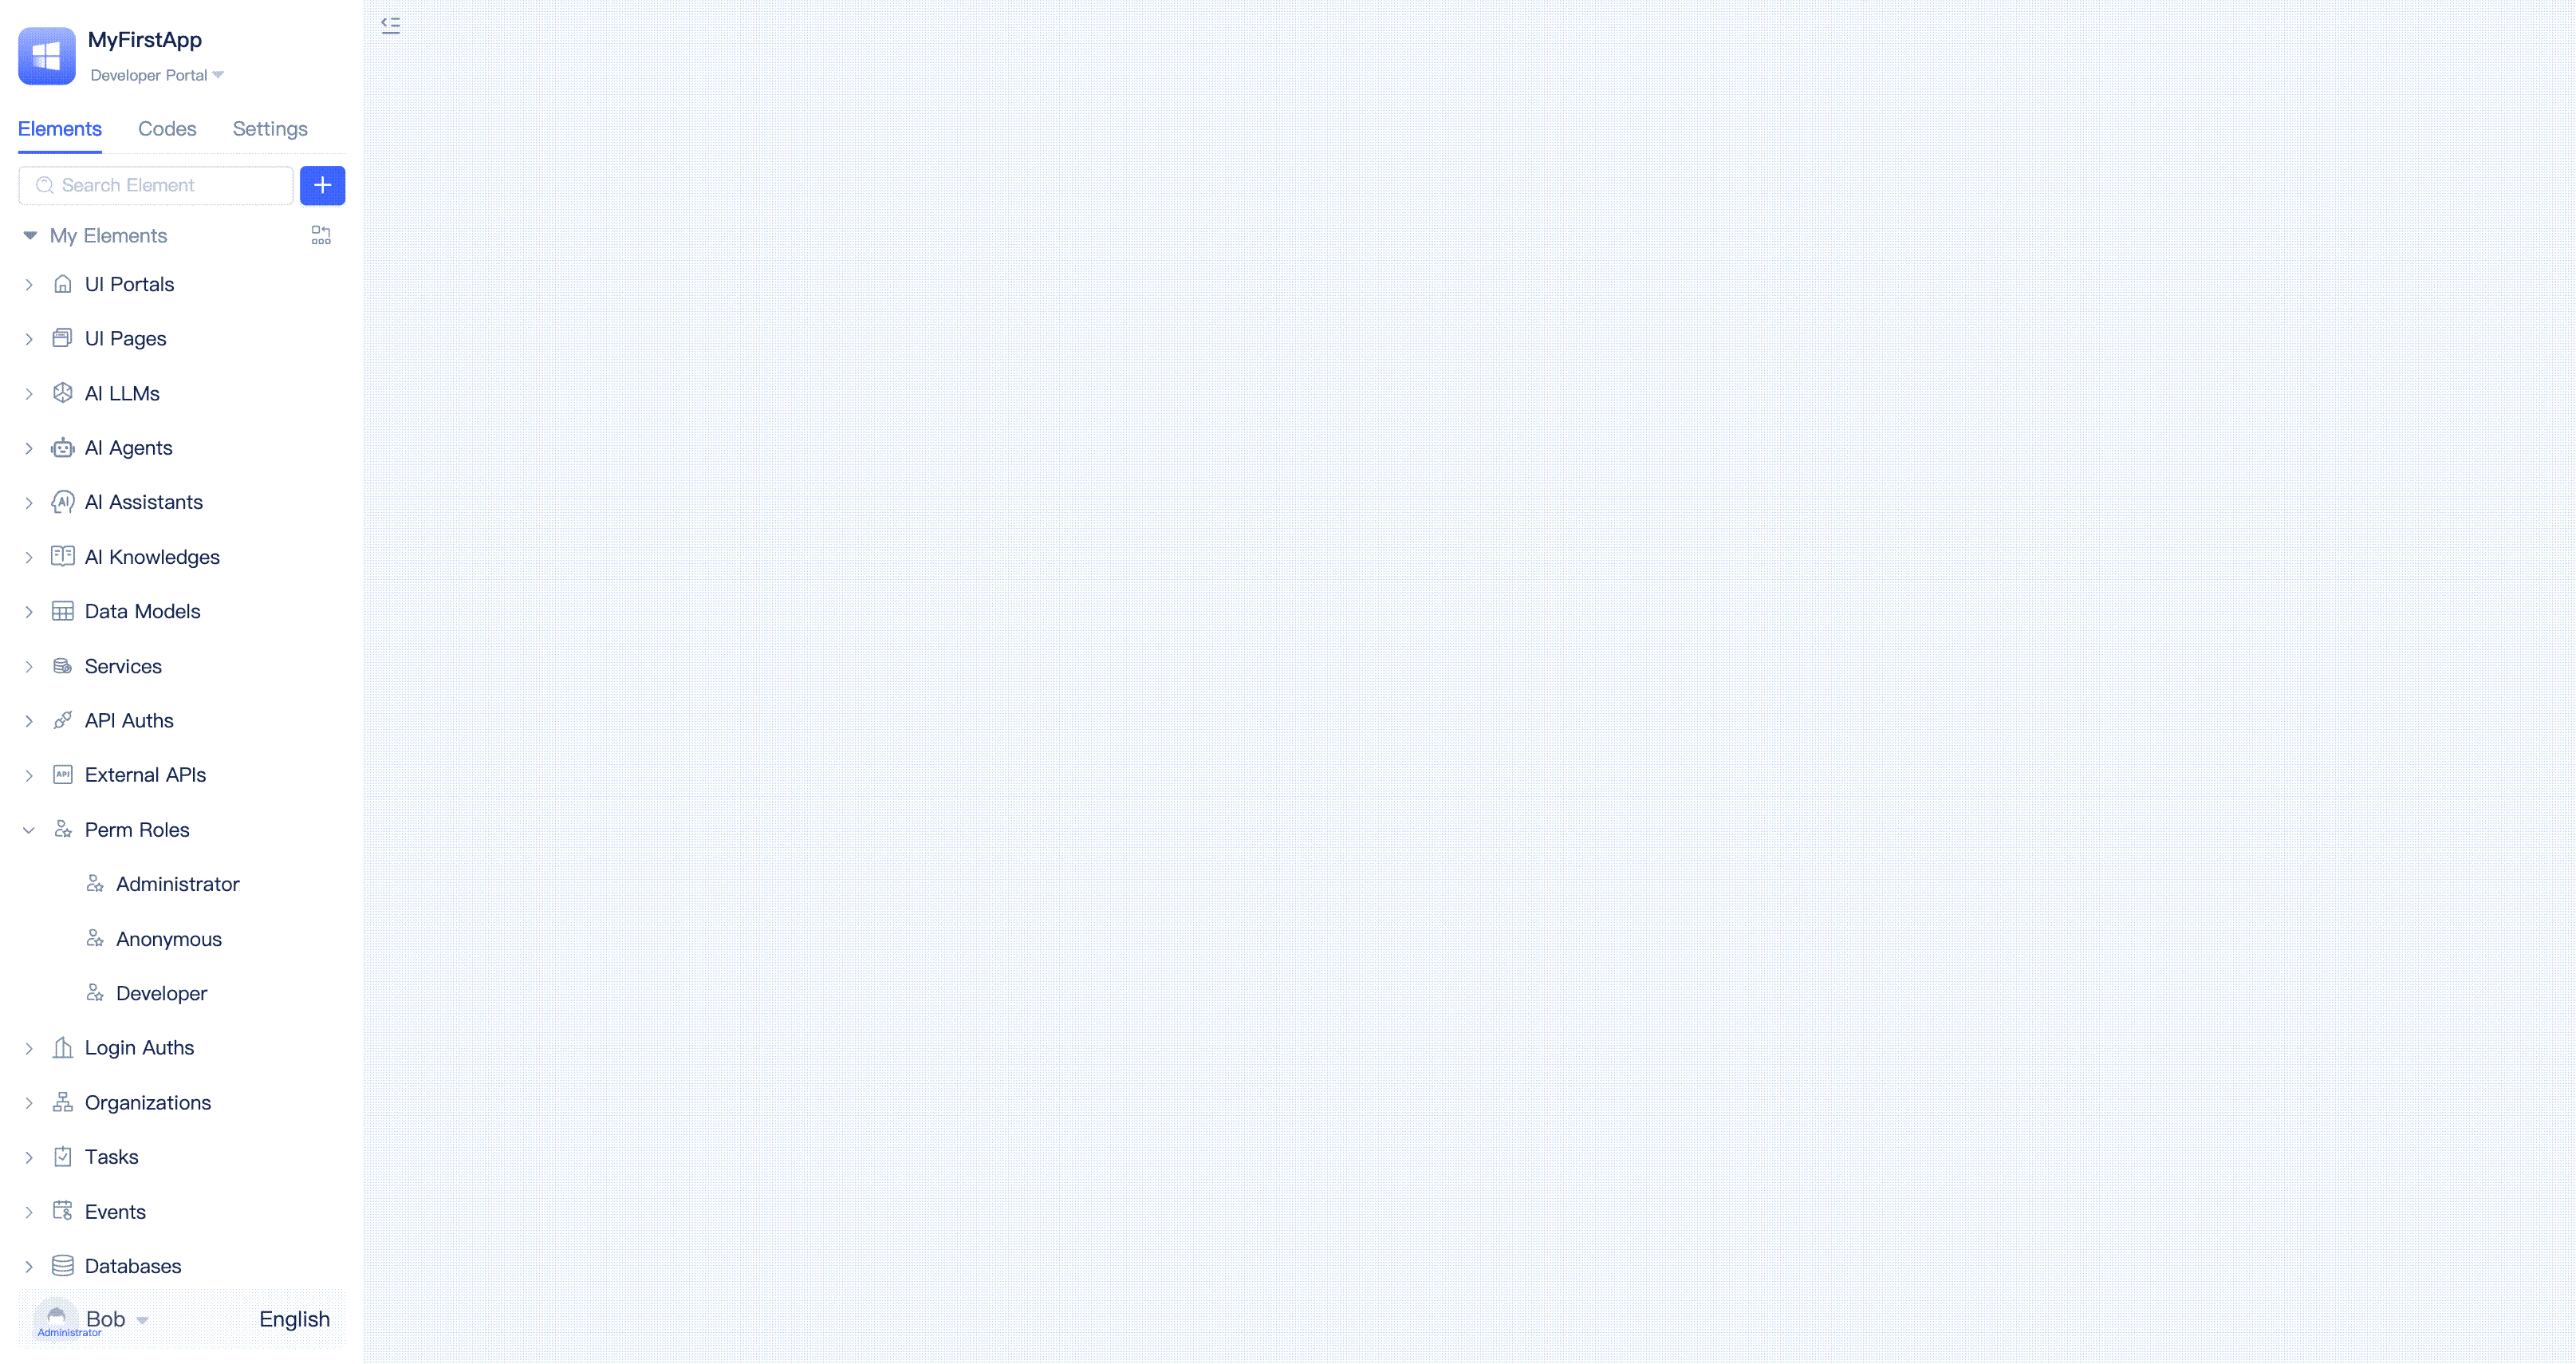 MyFirstApp
Developer Portal
Elements Codes Settings
Search Element
My Elements
UI Portals
UI Pages
AI LLMs
AI Agents
AI Assistants
AI Knowledges
Data Models
Services
API Auths
External APIs
Perm Roles
Administrator
Anonymous
Developer
Login Auths
Organizations
Tasks
Events
Databases
Bob English
Administrator